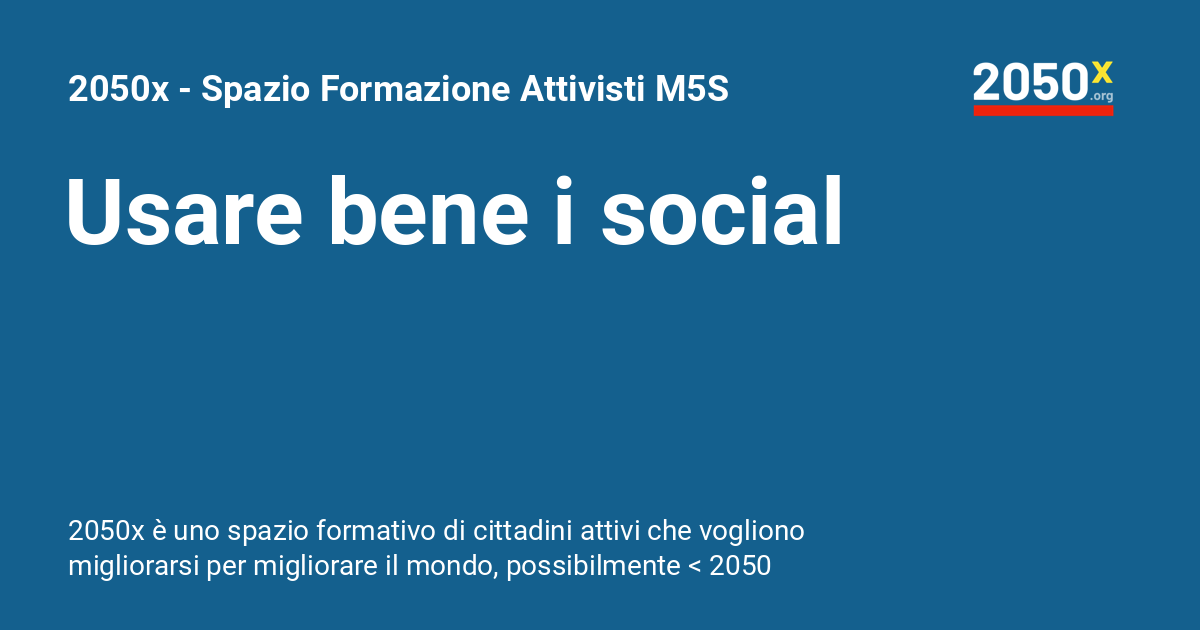 2050x - Spazio Formazione Attivisti M5S
2050x
.org
Usare bene i social
2050x è uno spazio formativo di cittadini attivi che vogliono
migliorarsi per migliorare il mondo, possibilmente < 2050